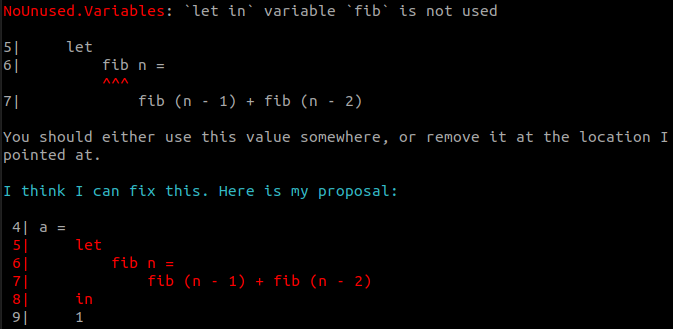 NoUnused.Variables: `let in` variable `fib` is not used
5|     let
6|         fib n =
           ^^^
7|             fib (n - 1) + fib (n - 2)
You should either use this value somewhere, or remove it at the location I
pointed at.
I think I can fix this. Here is my proposal:
 4| a =
 5|     let
 6|         fib n =
 7|             fib (n - 1) + fib (n - 2)
 8|     in
 9|     1